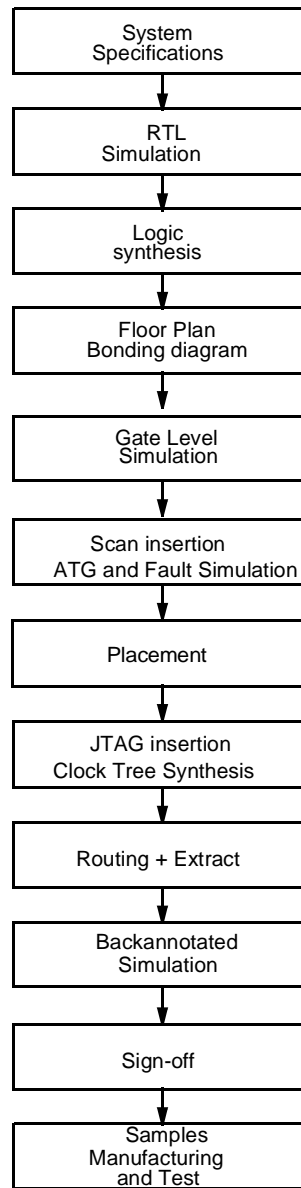 System
Specifications
RTL
Simulation
Logic
synthesis
Floor Plan
Bonding diagram
Gate Level
Simulation
Scan insertion
ATG and Fault Simulation
Placement
JTAG insertion
Clock Tree Synthesis
Routing + Extract
Backannotated
Simulation
Sign-off
Samples
Manufacturing
and Test